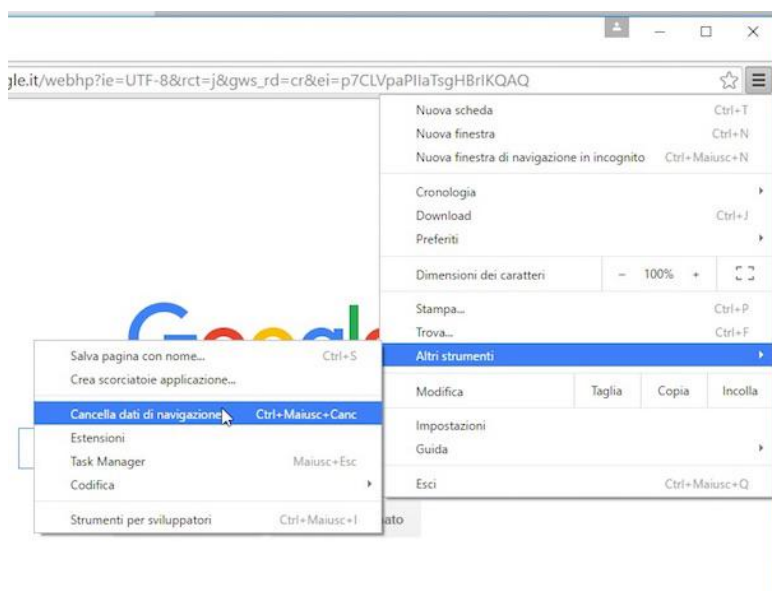 gle.it/webhp?ie=UTF-8&rct=j&gws_rd=cr&ei=p7CLVpaPIIaTsgHBrIKQAQ
Nuova scheda Ctrl+T
Nuova finestra Ctrl+N
Nuova finestra di navigazione in incognito Ctrl+Maiusc+N
Cronologia
Download Ctrl+J
Preferiti
Dimensioni dei caratteri − 100% +
Stampa... Ctrl+P
Trova... Ctrl+F
Altri strumenti
Modifica Taglia Copia Incolla
Impostazioni
Guida
Esci Ctrl+Maiusc+Q
Google
Salva pagina con nome... Ctrl+S
Crea scorciatoie applicazione...
Cancella dati di navigazione Ctrl+Maiusc+Canc
Estensioni
Task Manager Maiusc+Esc
Codifica
Strumenti per sviluppatori Ctrl+Maiusc+I
ato